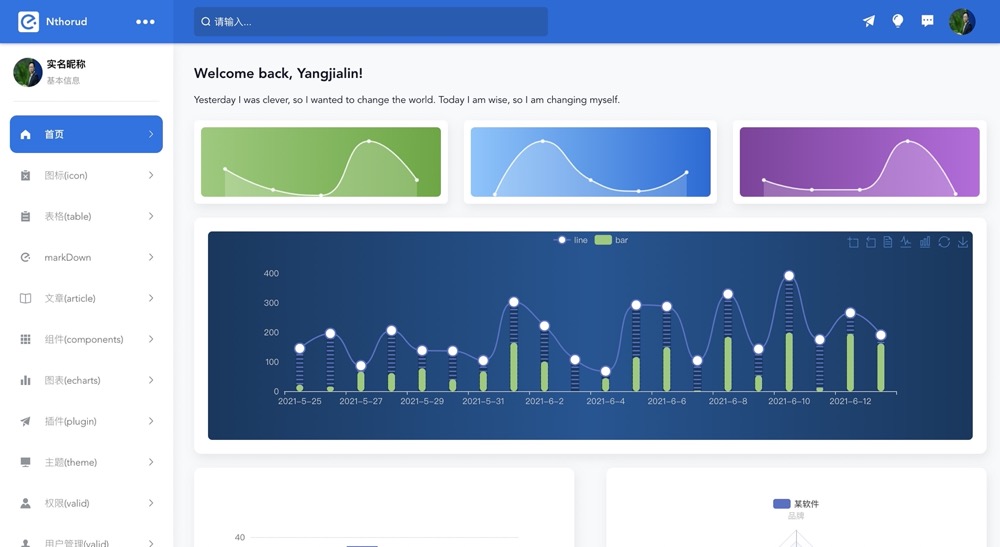 Nthorud
请输入...
实名昵称
基本信息
首页
图标(icon)
表格(table)
markDown
文章(article)
组件(components)
图表(echarts)
插件(plugin)
主题(theme)
权限(valid)
用户管理(valid)
Welcome back, Yangjialin!
Yesterday I was clever, so I wanted to change the world. Today I am wise, so I am changing myself.
line bar
400
300
200
100
0
2021-5-25 2021-5-27 2021-5-29 2021-5-31 2021-6-2 2021-6-4 2021-6-6 2021-6-8 2021-6-10 2021-6-12
40
某软件
品牌